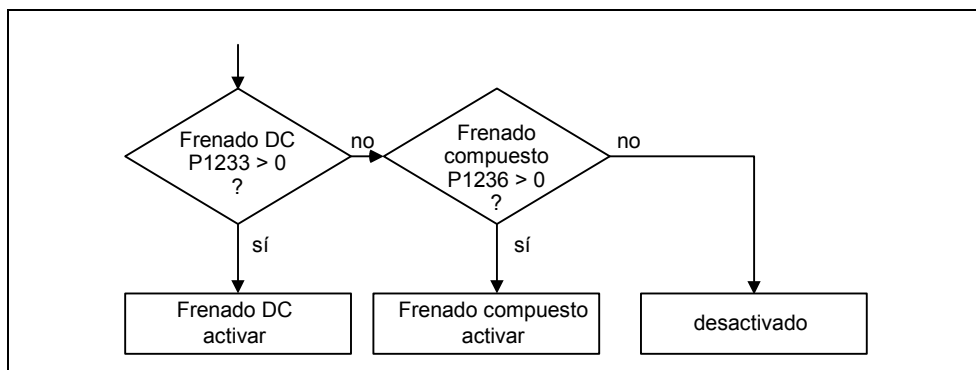 Frenado DC
P1233 > 0
?
no
Frenado
compuesto
P1236 > 0
?
no
sí
sí
Frenado DC
activar
Frenado compuesto
activar
desactivado